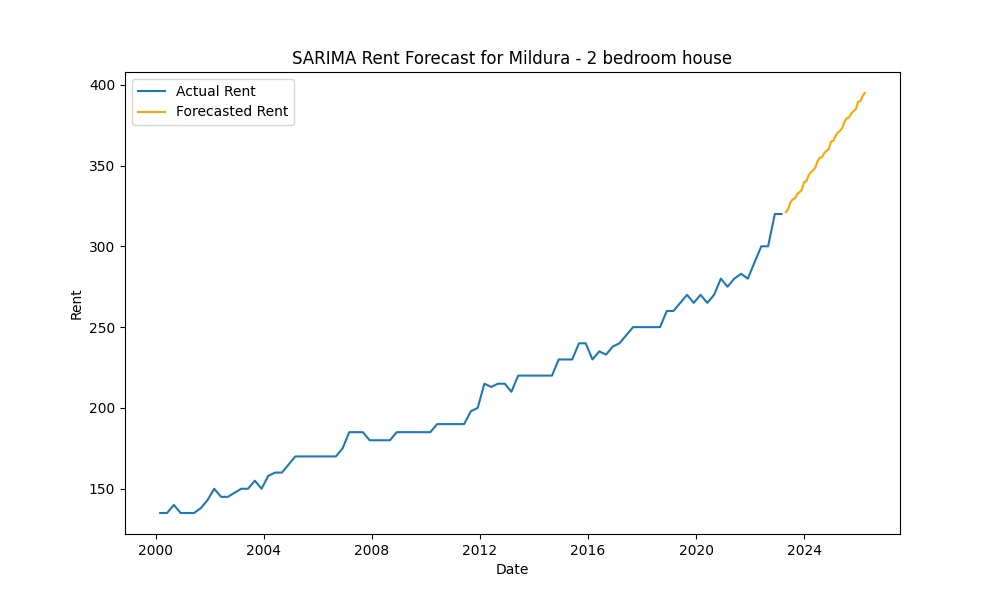 SARIMA Rent Forecast for Mildura - 2 bedroom house
Actual Rent
Forecasted Rent
400
350
300
250
200
150
Rent
2000 2004 2008 2012 2016 2020 2024
Date